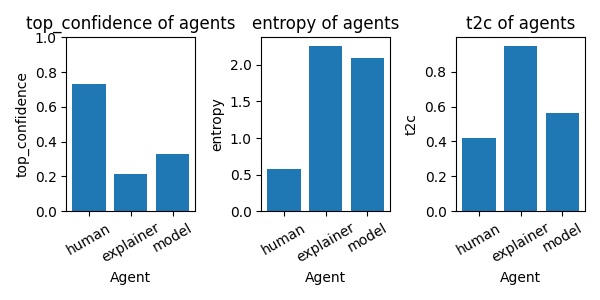 top_confidence of agents
top_confidence
1.0
0.8
0.6
0.4
0.2
0.0
human
explainer
model
Agent
entropy of agents
entropy
2.0
1.5
1.0
0.5
0.0
human
explainer
model
Agent
t2c of agents
t2c
0.8
0.6
0.4
0.2
0.0
human
explainer
model
Agent